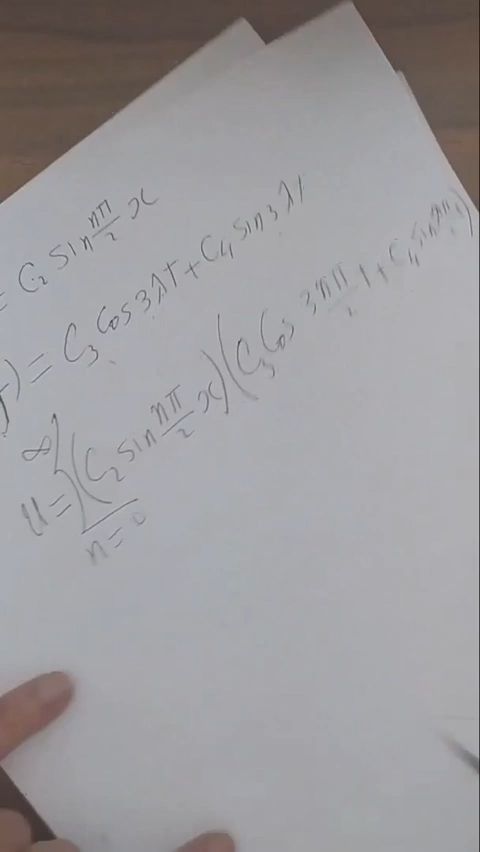 = C₂ sin nπ/2 x
) = C₃ Cos 3λt + C₄ sin 3λt
u = ∑ n=0 ∞ (C₂ sin nπ/2 x)(C₃ Cos 3nπ/2 t + C₄ sin